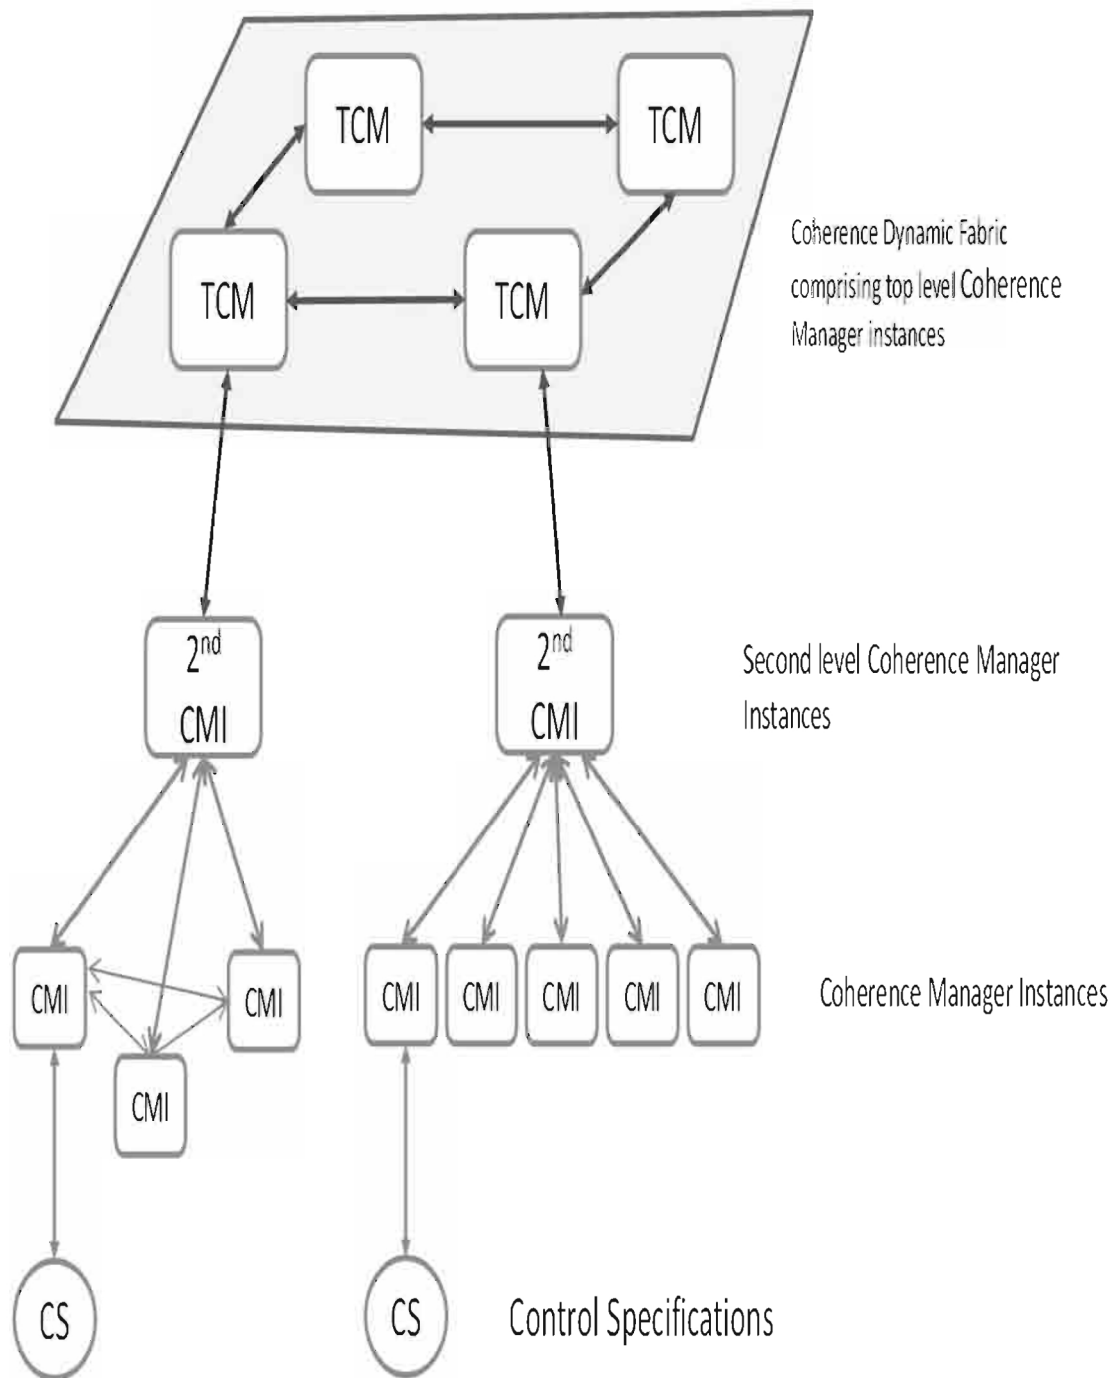 TCM
TCM
TCM
TCM
Coherence Dynamic Fabric
comprising top level Coherence
Manager instances
2nd
CMI
2nd
CMI
Second level Coherence Manager
Instances
CMI
CMI
CMI
CMI
CMI
CMI
CMI
CMI
Coherence Manager Instances
CS
CS
Control Specifications